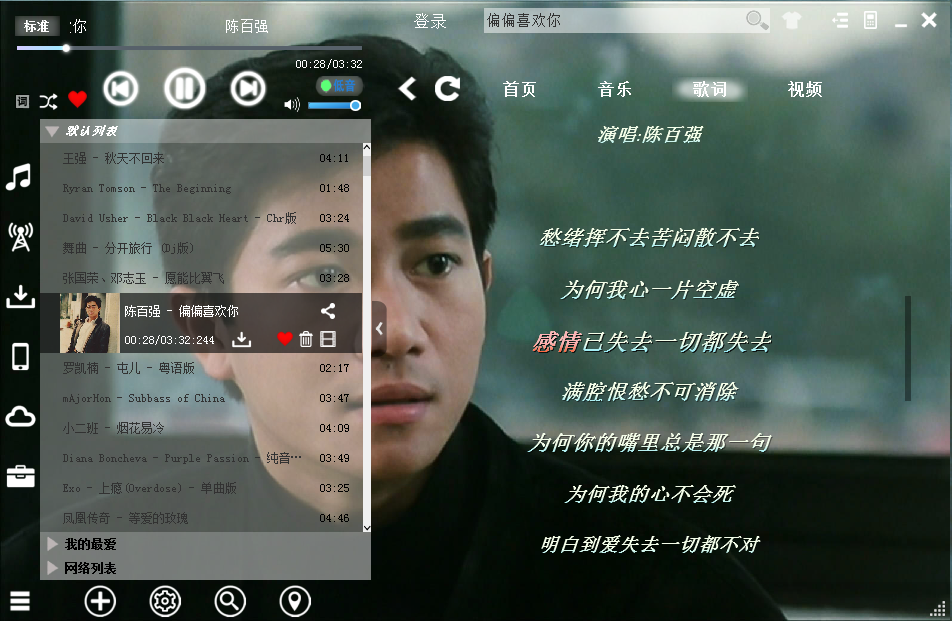 标准 你 陈百强
登录
偏偏喜欢你
00:28/03:32
词
首页 音乐 歌词 视频
默认列表
王强 - 秋天不回来 04:11
Ryran Tomson - The Beginning 01:48
David Usher - Black Black Heart - Chr版 03:24
舞曲 - 分开旅行 (Dj版) 05:30
张国荣、邓志玉 - 愿能比翼飞 03:28
陈百强 - 偏偏喜欢你
00:28/03:32:244
罗凯楠 - 屯儿 - 粤语版 02:17
mAjorHon - Subbass of China 03:47
小二班 - 烟花易冷 04:09
Diana Boncheva - Purple Passion - 纯音… 03:49
Exo - 上瘾(Overdose) - 单曲版 03:25
凤凰传奇 - 等爱的玫瑰 04:46
我的最爱
网络列表
演唱:陈百强
愁绪挥不去苦闷散不去
为何我心一片空虚
感情已失去一切都失去
满腔恨愁不可消除
为何你的嘴里总是那一句
为何我的心不会死
明白到爱失去一切都不对